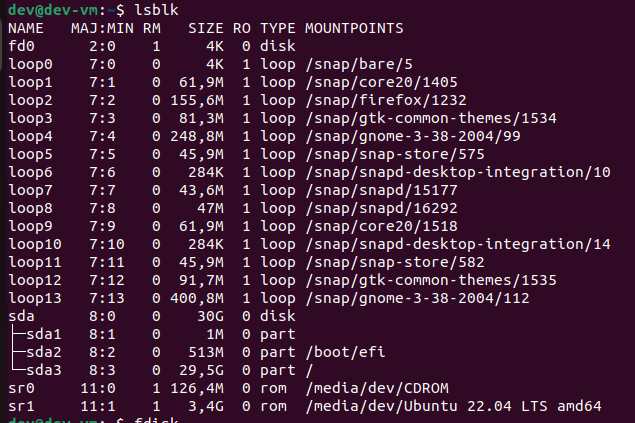 dev@dev-vm:~$ lsblk
NAME   MAJ:MIN RM   SIZE RO TYPE MOUNTPOINTS
fd0      2:0    1     4K  0 disk
loop0    7:0    0     4K  1 loop /snap/bare/5
loop1    7:1    0  61,9M  1 loop /snap/core20/1405
loop2    7:2    0 155,6M  1 loop /snap/firefox/1232
loop3    7:3    0  81,3M  1 loop /snap/gtk-common-themes/1534
loop4    7:4    0 248,8M  1 loop /snap/gnome-3-38-2004/99
loop5    7:5    0  45,9M  1 loop /snap/snap-store/575
loop6    7:6    0   284K  1 loop /snap/snapd-desktop-integration/10
loop7    7:7    0  43,6M  1 loop /snap/snapd/15177
loop8    7:8    0    47M  1 loop /snap/snapd/16292
loop9    7:9    0  61,9M  1 loop /snap/core20/1518
loop10   7:10   0   284K  1 loop /snap/snapd-desktop-integration/14
loop11   7:11   0  45,9M  1 loop /snap/snap-store/582
loop12   7:12   0  91,7M  1 loop /snap/gtk-common-themes/1535
loop13   7:13   0 400,8M  1 loop /snap/gnome-3-38-2004/112
sda      8:0    0    30G  0 disk
├─sda1   8:1    0     1M  0 part
├─sda2   8:2    0   513M  0 part /boot/efi
└─sda3   8:3    0  29,5G  0 part /
sr0     11:0    1 126,4M  0 rom  /media/dev/CDROM
sr1     11:1    1   3,4G  0 rom  /media/dev/Ubuntu 22.04 LTS amd64
dev@dev-vm:~$ fdisk